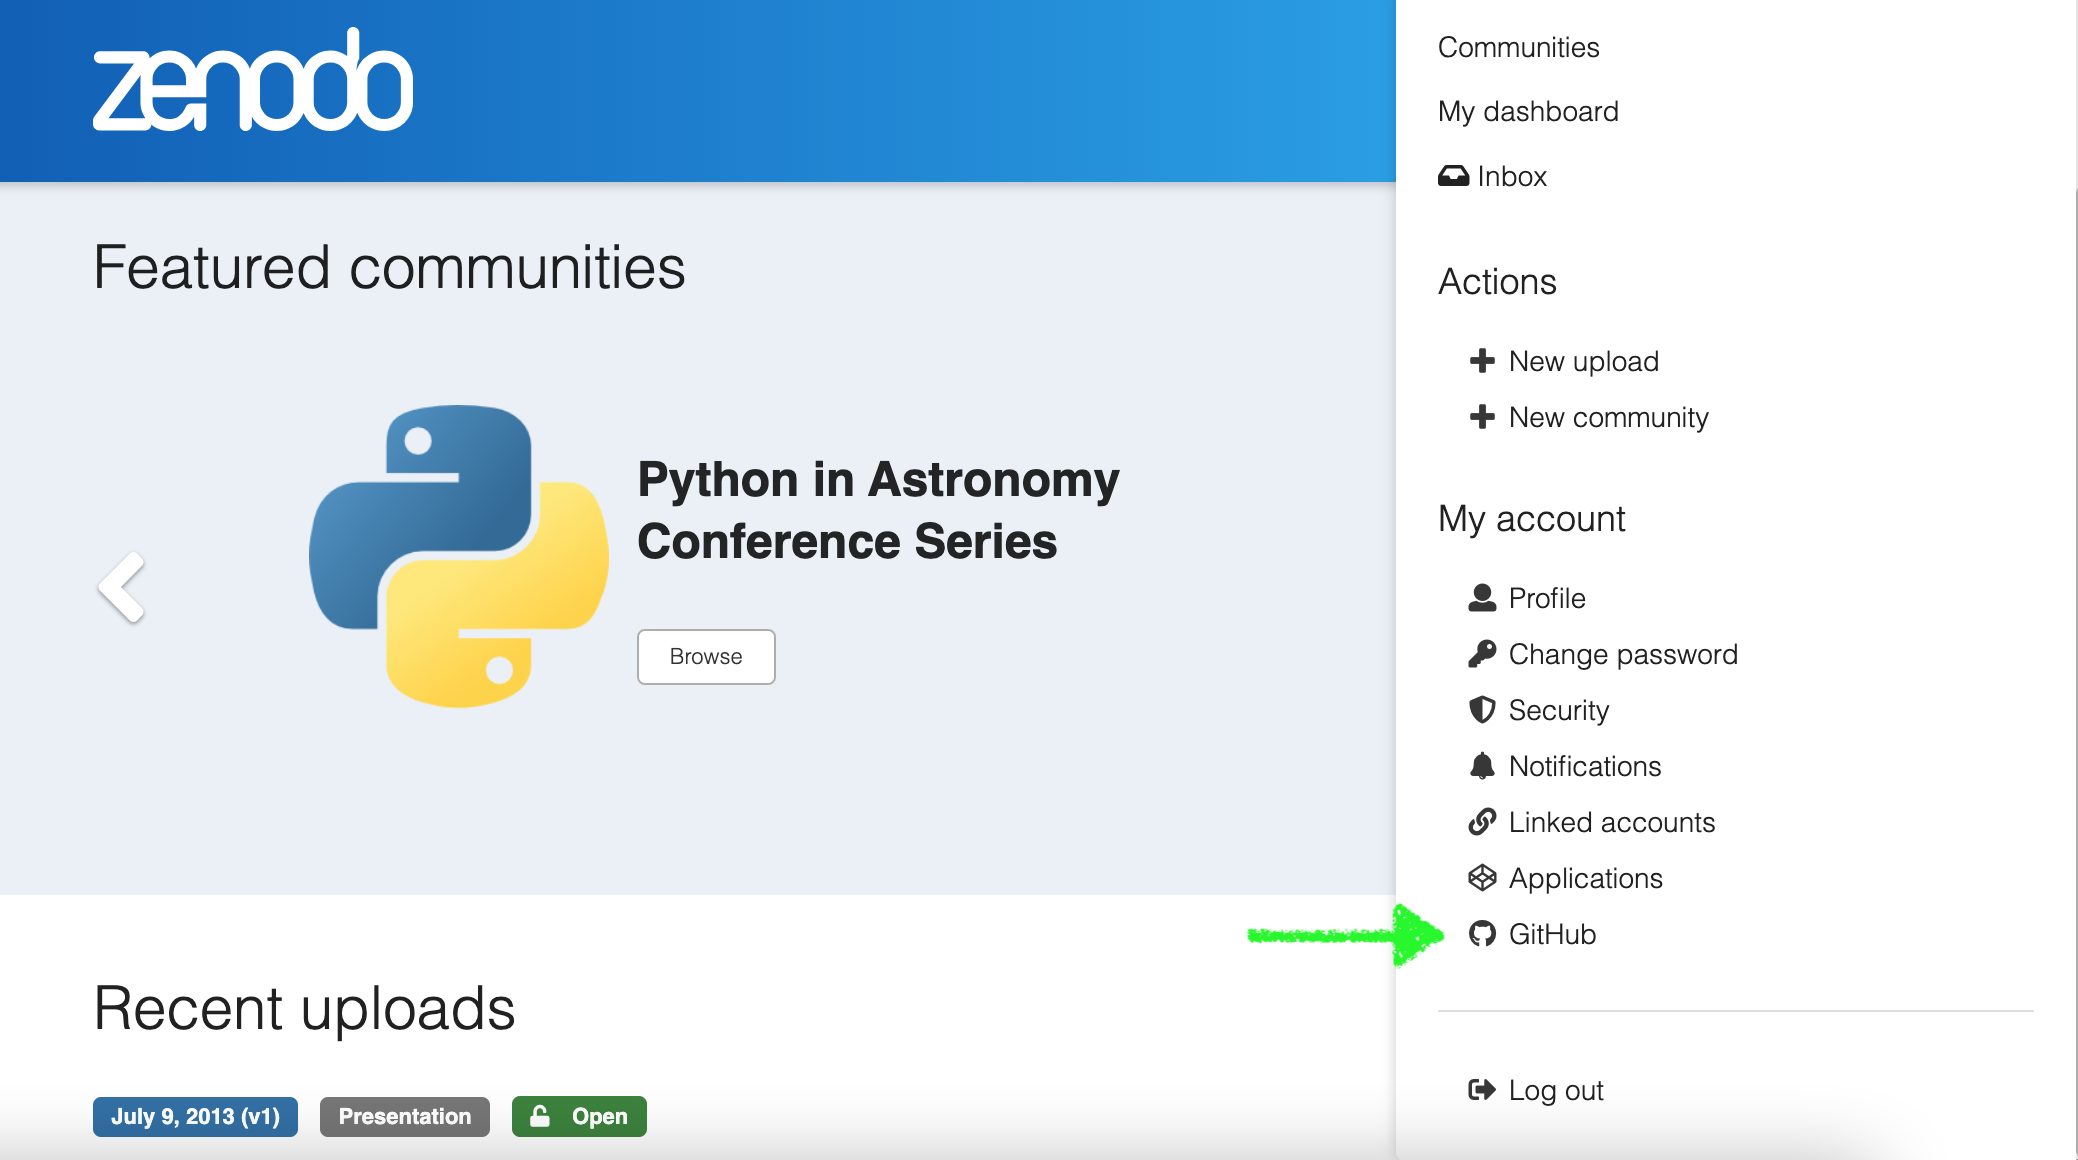 zenodo
Featured communities
Python in Astronomy
Conference Series
Browse
Recent uploads
July 9, 2013 (v1)
Presentation
Open
Communities
My dashboard
Inbox
Actions
New upload
New community
My account
Profile
Change password
Security
Notifications
Linked accounts
Applications
GitHub
Log out